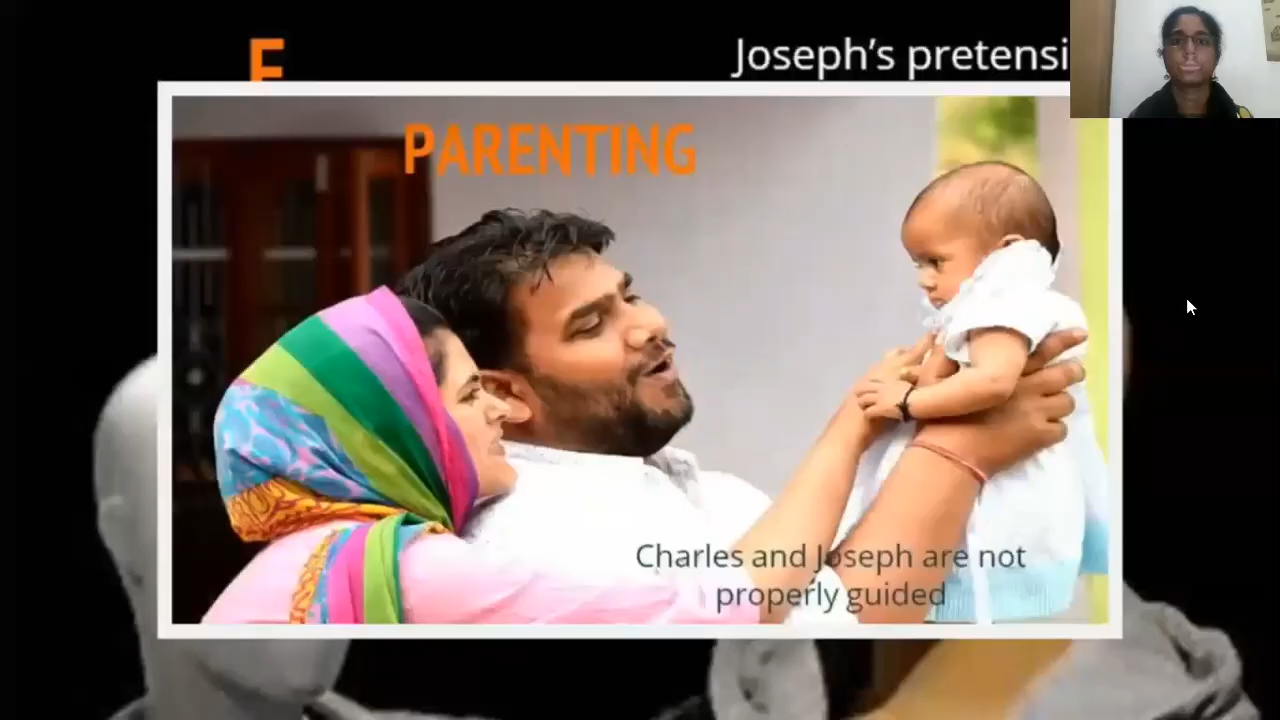 Joseph's pretensi
PARENTING
Charles and Joseph are not
properly guided